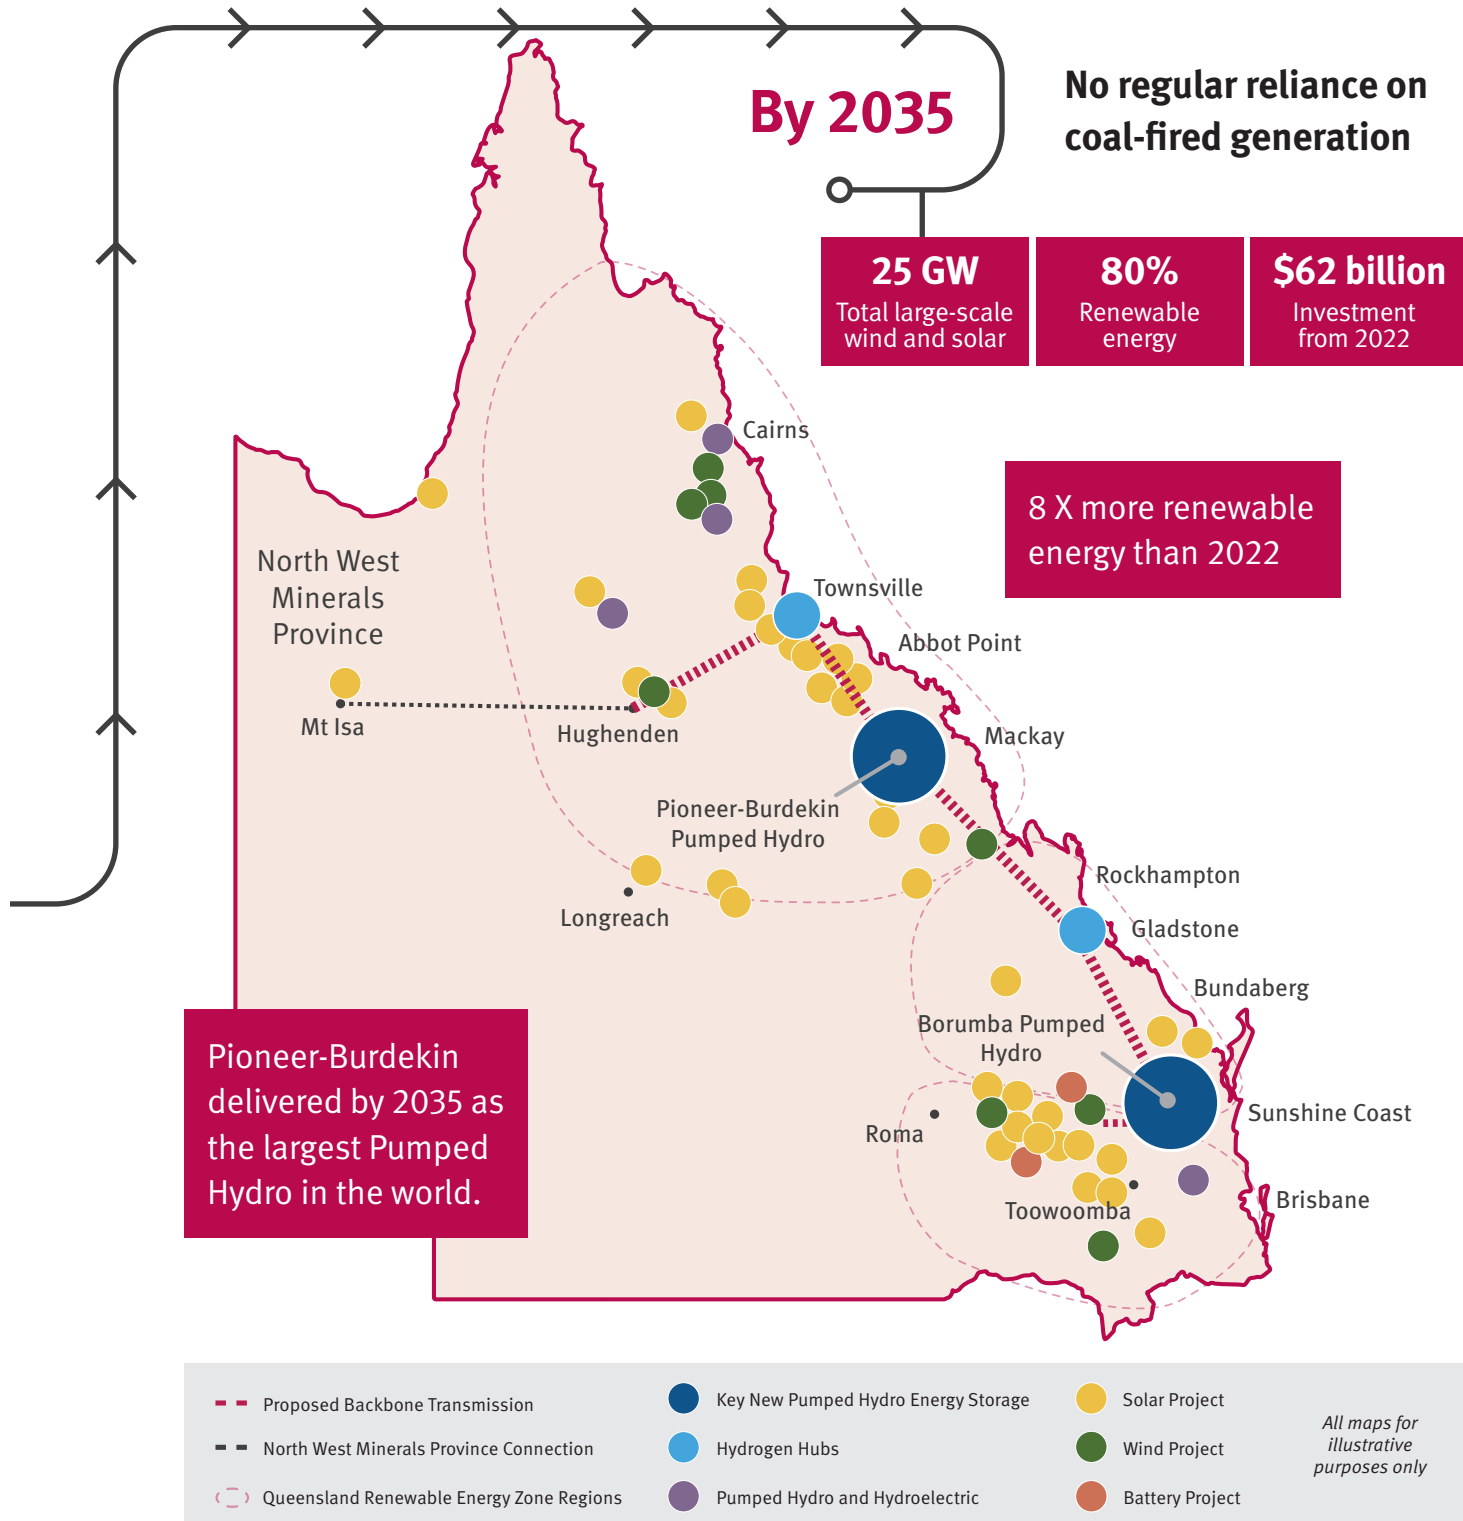 By 2035
No regular reliance on
coal-fired generation
25 GW
Total large-scale
wind and solar
80%
Renewable
energy
$62 billion
Investment
from 2022
8 X more renewable
energy than 2022
Cairns
North West
Minerals
Province
Townsville
Abbot Point
Mt Isa
Hughenden
Mackay
Pioneer-Burdekin
Pumped Hydro
Longreach
Rockhampton
Gladstone
Bundaberg
Borumba Pumped
Hydro
Roma
Sunshine Coast
Toowoomba
Brisbane
Pioneer-Burdekin
delivered by 2035 as
the largest Pumped
Hydro in the world.
Proposed Backbone Transmission
North West Minerals Province Connection
Queensland Renewable Energy Zone Regions
Key New Pumped Hydro Energy Storage
Hydrogen Hubs
Pumped Hydro and Hydroelectric
Solar Project
Wind Project
Battery Project
All maps for
illustrative
purposes only